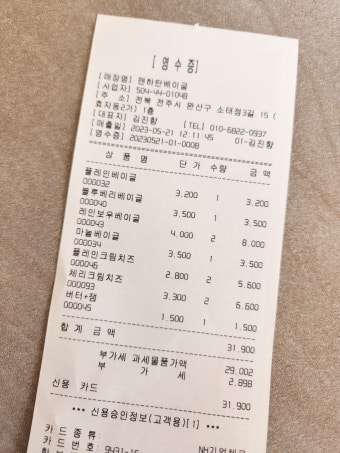 [ 영 수 증 ]
[매장명] 맨하탄베이글
[사업자] 504-44-01048
[주 소] 전북 전주시 완산구 소태정3길 15 (
효자동2가) 1층
[대표자] 김진향 [TEL] 010-6822-0937
[매출일] 2023-05-21 12:11:45 01-김진향
[영수증] 20230521-01-0008
상 품 명 단 가 수량 금 액
플레인베이글
000032 3,200 1 3,200
블루베리베이글
000040 3,500 1 3,500
레인보우베이글
000043 4,000 2 8,000
마늘베이글
000034 3,500 1 3,500
플레인크림치즈
000046 2,800 2 5,600
체리크림치즈
000093 3,300 2 6,600
버터+잼
000045 1,500 1 1,500
합 계 금 액 31,900
부가세 과세물품가액 29,002
부 가 세 2,898
신용 카드 31,900
*** 신용승인정보(고객용)[1] ***
카 드 종 류: NH기업체크
카 드 번 호: 9431-15